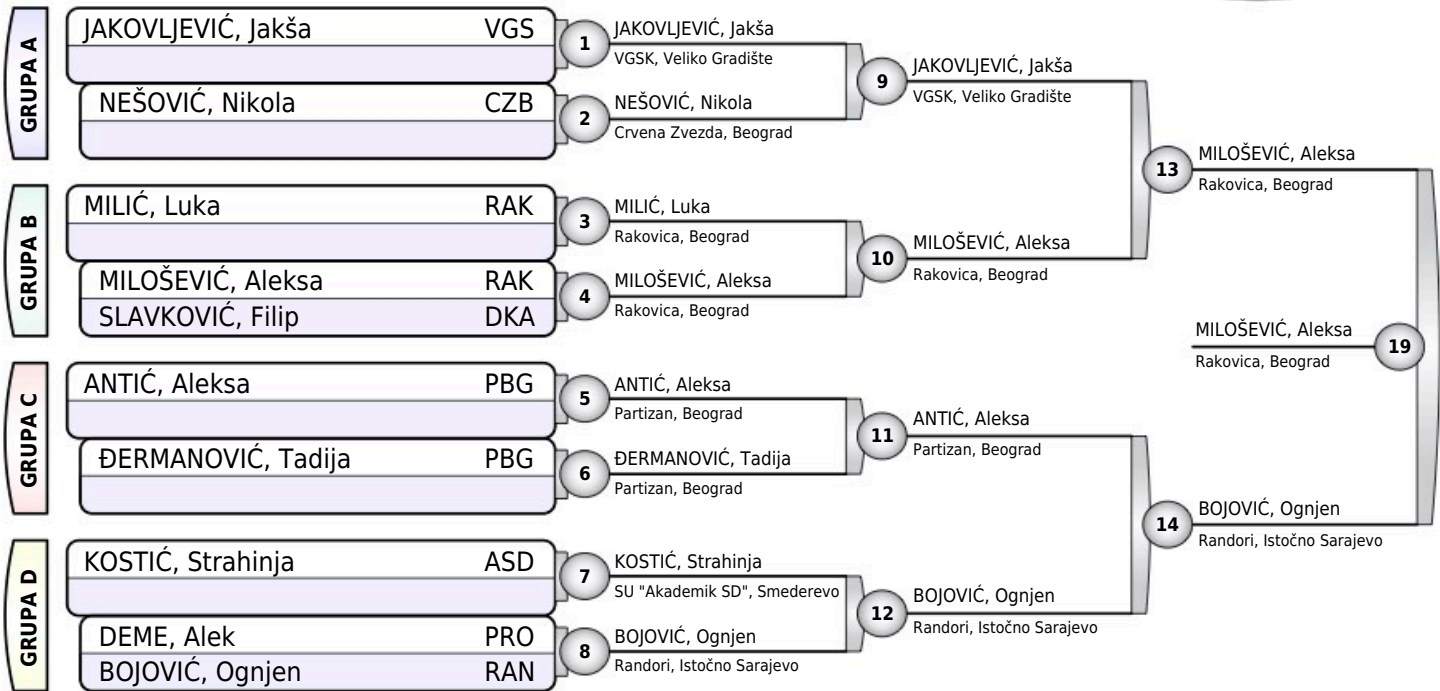 GRUPA A
JAKOVLJEVIĆ, Jakša VGS
NEŠOVIĆ, Nikola CZB
GRUPA B
MILIĆ, Luka RAK
MILOŠEVIĆ, Aleksa RAK
SLAVKOVIĆ, Filip DKA
GRUPA C
ANTIĆ, Aleksa PBG
ĐERMANOVIĆ, Tadija PBG
GRUPA D
KOSTIĆ, Strahinja ASD
DEME, Alek PRO
BOJOVIĆ, Ognjen RAN
1
JAKOVLJEVIĆ, Jakša
VGSK, Veliko Gradište
2
NEŠOVIĆ, Nikola
Crvena Zvezda, Beograd
3
MILIĆ, Luka
Rakovica, Beograd
4
MILOŠEVIĆ, Aleksa
Rakovica, Beograd
5
ANTIĆ, Aleksa
Partizan, Beograd
6
ĐERMANOVIĆ, Tadija
Partizan, Beograd
7
KOSTIĆ, Strahinja
SU "Akademik SD", Smederevo
8
BOJOVIĆ, Ognjen
Randori, Istočno Sarajevo
9
JAKOVLJEVIĆ, Jakša
VGSK, Veliko Gradište
10
MILOŠEVIĆ, Aleksa
Rakovica, Beograd
11
ANTIĆ, Aleksa
Partizan, Beograd
12
BOJOVIĆ, Ognjen
Randori, Istočno Sarajevo
13
MILOŠEVIĆ, Aleksa
Rakovica, Beograd
14
BOJOVIĆ, Ognjen
Randori, Istočno Sarajevo
MILOŠEVIĆ, Aleksa
Rakovica, Beograd
19